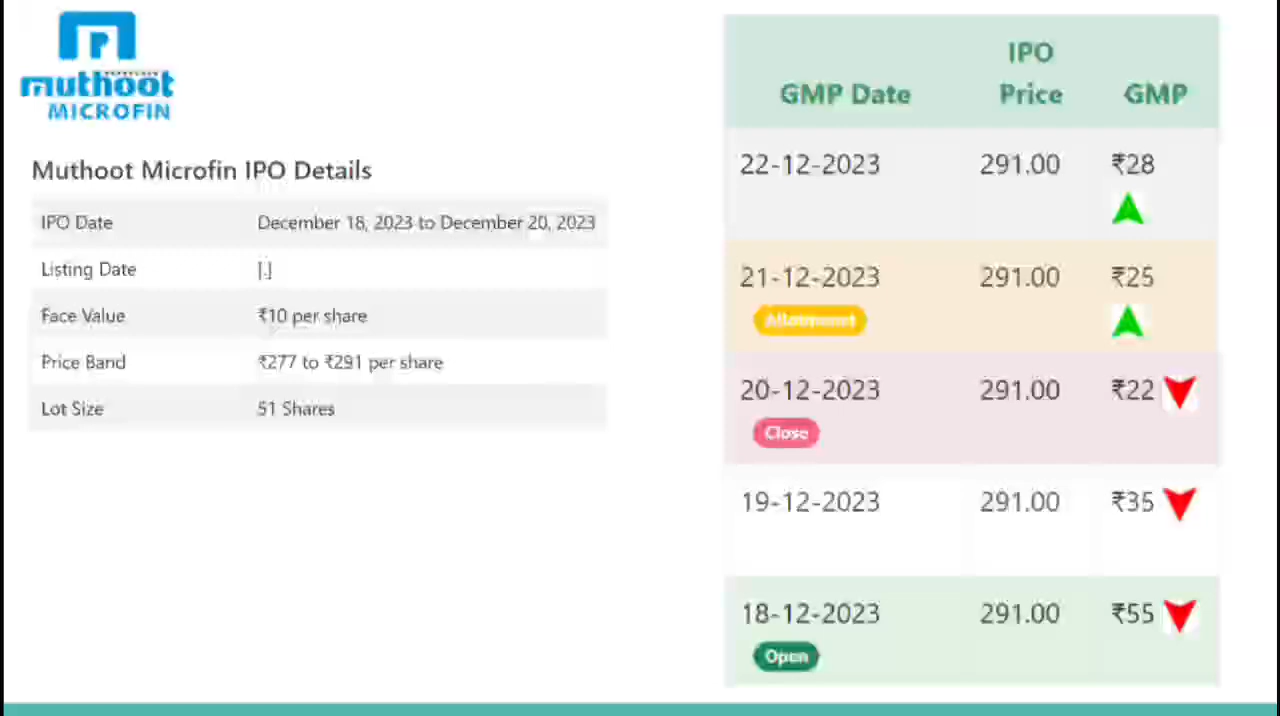 muthoot
MICROFIN
Muthoot Microfin IPO Details
IPO Date December 18, 2023 to December 20, 2023
Listing Date [.]
Face Value ₹10 per share
Price Band ₹277 to ₹291 per share
Lot Size 51 Shares
GMP Date IPO Price GMP
22-12-2023 291.00 ₹28
21-12-2023 291.00 ₹25
Allotment
20-12-2023 291.00 ₹22
Close
19-12-2023 291.00 ₹35
18-12-2023 291.00 ₹55
Open